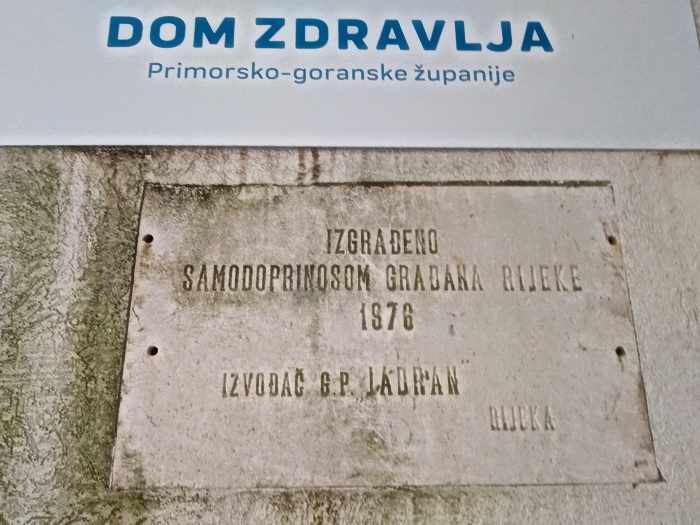 DOM ZDRAVLJA
Primorsko-goranske županije
IZGRAĐENO
SAMODOPRINOSOM GRAĐANA RIJEKE
1976
IZVOĐAČ G.P. "JADRAN"
RIJEKA